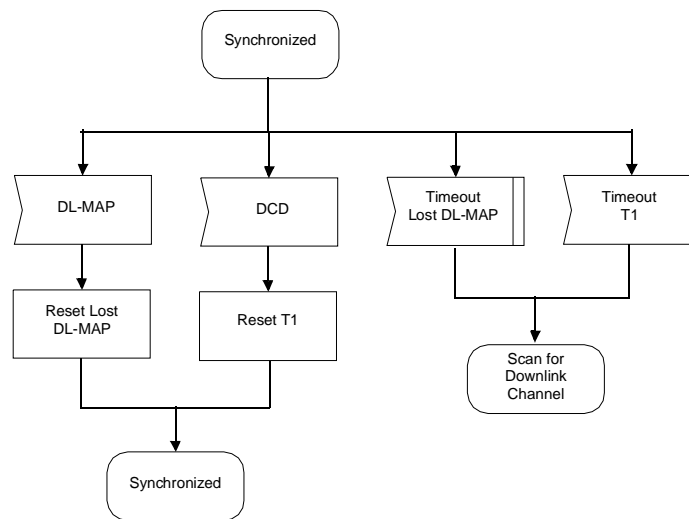 Synchronized
DL-MAP
DCD
Timeout
Lost DL-MAP
Timeout
T1
Reset Lost
DL-MAP
Reset T1
Scan for
Downlink
Channel
Synchronized